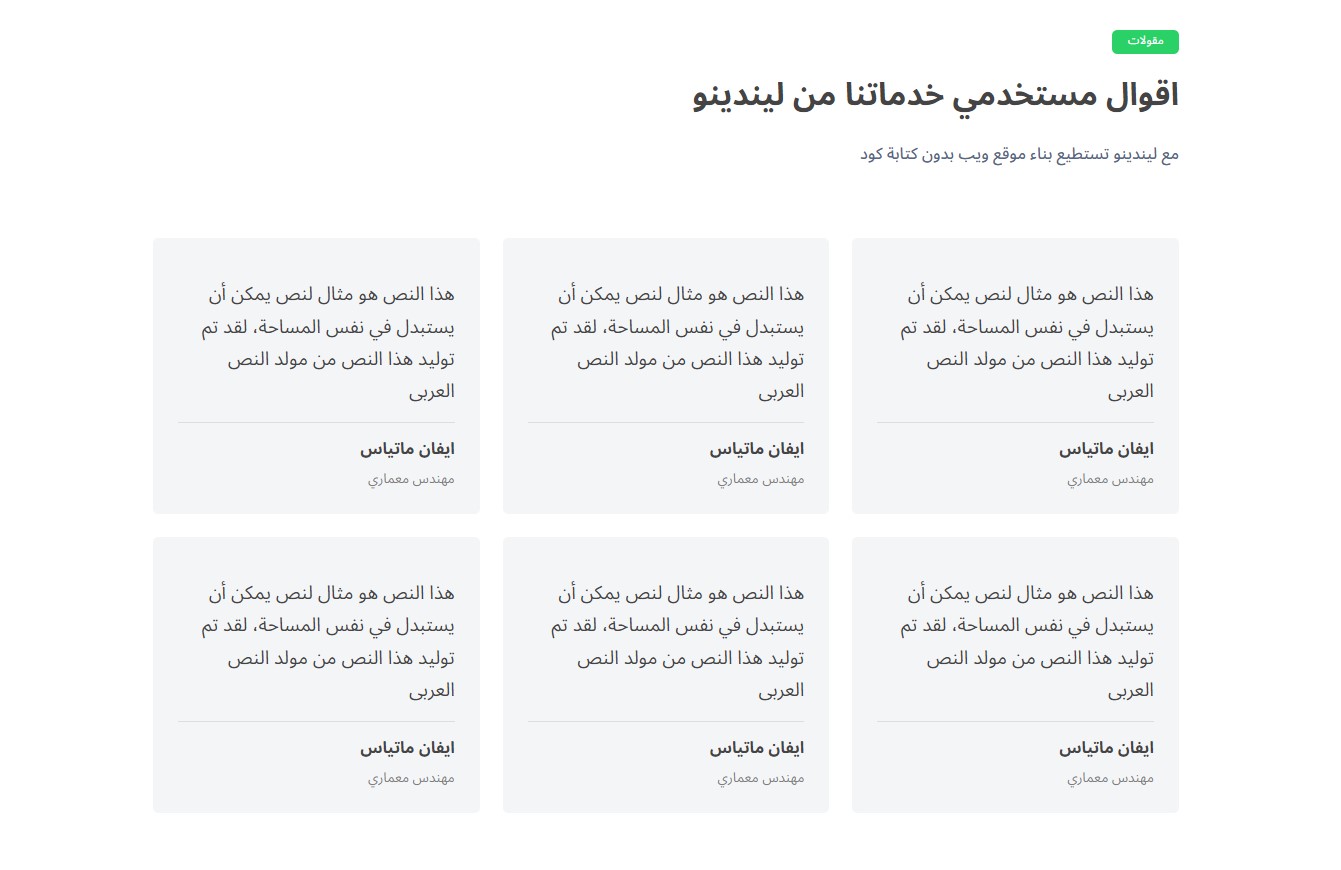 مقولات
اقوال مستخدمي خدماتنا من ليندينو
مع ليندينو تستطيع بناء موقع ويب بدون كتابة كود
هذا النص هو مثال لنص يمكن أن
يستبدل في نفس المساحة، لقد تم
توليد هذا النص من مولد النص
العربى
ايفان ماتياس
مهندس معماري
هذا النص هو مثال لنص يمكن أن
يستبدل في نفس المساحة، لقد تم
توليد هذا النص من مولد النص
العربى
ايفان ماتياس
مهندس معماري
هذا النص هو مثال لنص يمكن أن
يستبدل في نفس المساحة، لقد تم
توليد هذا النص من مولد النص
العربى
ايفان ماتياس
مهندس معماري
هذا النص هو مثال لنص يمكن أن
يستبدل في نفس المساحة، لقد تم
توليد هذا النص من مولد النص
العربى
ايفان ماتياس
مهندس معماري
هذا النص هو مثال لنص يمكن أن
يستبدل في نفس المساحة، لقد تم
توليد هذا النص من مولد النص
العربى
ايفان ماتياس
مهندس معماري
هذا النص هو مثال لنص يمكن أن
يستبدل في نفس المساحة، لقد تم
توليد هذا النص من مولد النص
العربى
ايفان ماتياس
مهندس معماري